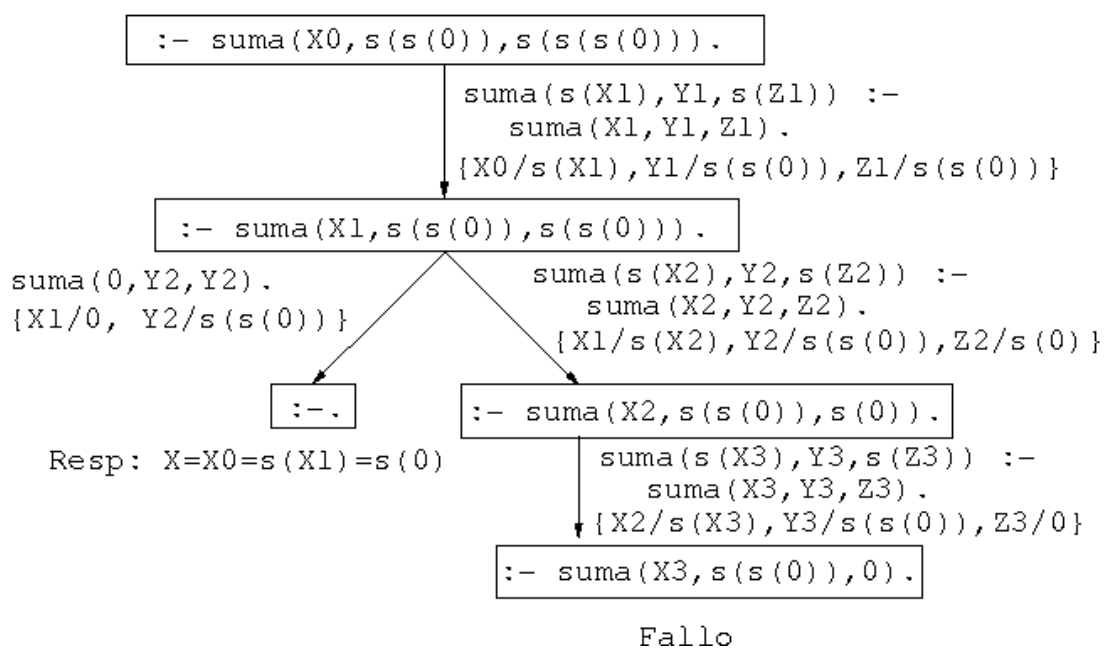 :- suma(X0,s(s(0)),s(s(s(0))).
suma(s(X1),Y1,s(Z1)) :-
suma(X1,Y1,Z1).
{X0/s(X1),Y1/s(s(0)),Z1/s(s(0)}
:- suma(X1,s(s(0)),s(s(0))).
suma(0,Y2,Y2).
{X1/0, Y2/s(s(0))}
suma(s(X2),Y2,s(Z2)) :-
suma(X2,Y2,Z2).
{X1/s(X2),Y2/s(s(0)),Z2/s(0)}
:-.
Resp: X=X0=s(X1)=s(0)
:- suma(X2,s(s(0)),s(0)).
suma(s(X3),Y3,s(Z3)) :-
suma(X3,Y3,Z3).
{X2/s(X3),Y3/s(s(0)),Z3/0}
:- suma(X3,s(s(0)),0).
Fallo